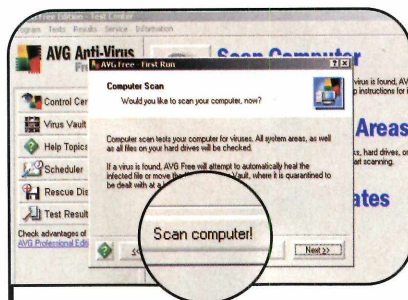 Free Edition - Test Center
Program Tests Results Service Information
AVG Anti-Virus
Scan Computer
AVG Free - First Run
Computer Scan
Would you like to scan your computer, now?
virus is found, AV
instructions for i
Control Cen
Virus Vault
Help Topics
Scheduler
Rescue Dis
Test Result
Check advantages of
AVG Professional Edit
Computer scan tests your computer for viruses. All system areas, as well
as all files on your hard drives will be checked.
If a virus is found, AVG Free will attempt to automatically heal the
infected file or move the Vault, where it is quarantined to
be dealt with at a
Areas
ks, hard drives, o
art scanning.
ates
Scan computer!
Next >>